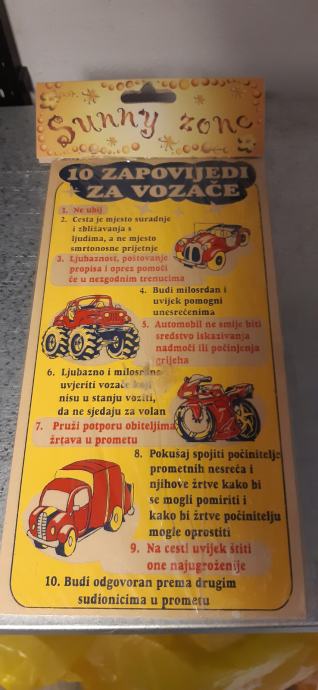 Sunny zone
10 ZAPOVIJEDI
ZA VOZAČE
1. Ne ubij
2. Cesta je mjesto suradnje
i zbližavanja s
ljudima, a ne mjesto
smrtonosne prijetnje
3. Ljubaznost, poštovanje
propisa i oprez pomoći
će u nezgodnim trenucima
4. Budi milosrdan i
uvijek pomogni
unesrećenima
5. Automobil ne smije biti
sredstvo iskazivanja
nadmoći ili počinjenja
grijeha
6. Ljubazno i milosrdno
uvjeriti vozače koji
nisu u stanju voziti,
da ne sjedaju za volan
7. Pruži potporu obiteljima
žrtava u prometu
8. Pokušaj spojiti počinitelje
prometnih nesreća i
njihove žrtve kako bi
se mogli pomiriti i
kako bi žrtve počinitelju
mogle oprostiti
9. Na cesti uvijek štiti
one najugroženije
10. Budi odgovoran prema drugim
sudionicima u prometu